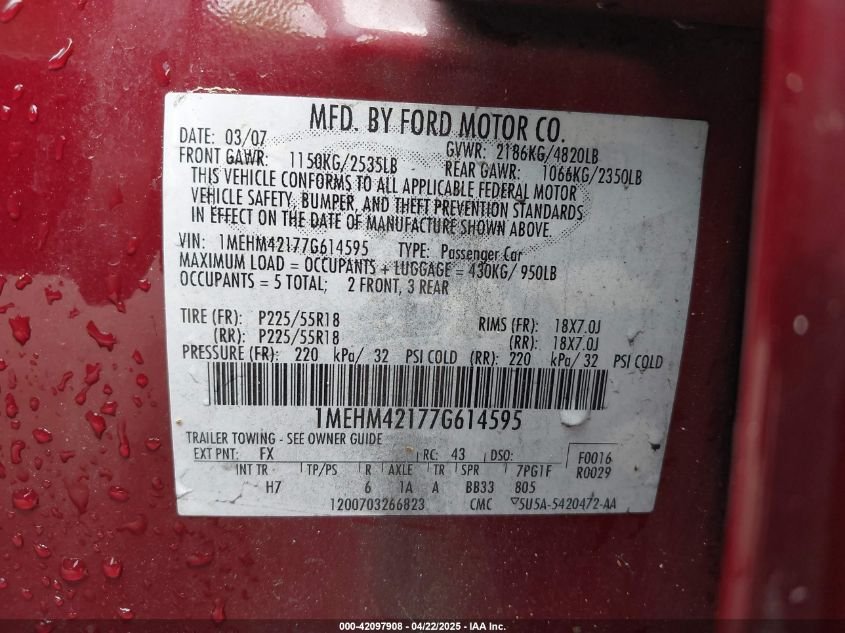 MFD. BY FORD MOTOR CO.
DATE: 03/07 GVWR: 2186KG/4820LB
FRONT GAWR: 1150KG/2535LB REAR GAWR: 1066KG/2350LB
THIS VEHICLE CONFORMS TO ALL APPLICABLE FEDERAL MOTOR
VEHICLE SAFETY, BUMPER, AND THEFT PREVENTION STANDARDS
IN EFFECT ON THE DATE OF MANUFACTURE SHOWN ABOVE.
VIN: 1MEHM42177G614595 TYPE: Passenger Car
MAXIMUM LOAD = OCCUPANTS + LUGGAGE = 430KG/ 950LB
OCCUPANTS = 5 TOTAL; 2 FRONT, 3 REAR
TIRE (FR): P225/55R18 RIMS (FR): 18X7.0J
(RR): P225/55R18 (RR): 18X7.0J
PRESSURE (FR): 220 kPa/ 32 PSI COLD (RR): 220 kPa/ 32 PSI COLD
1MEHM42177G614595
TRAILER TOWING - SEE OWNER GUIDE
EXT PNT: FX RC: 43 DSO: F0016
INT TR TP/PS R AXLE TR SPR 7PG1F R0029
H7 6 1A A BB33 805
1200703266823 CMC 5U5A-5420472-AA
000-42097908 - 04/22/2025 - IAA Inc.